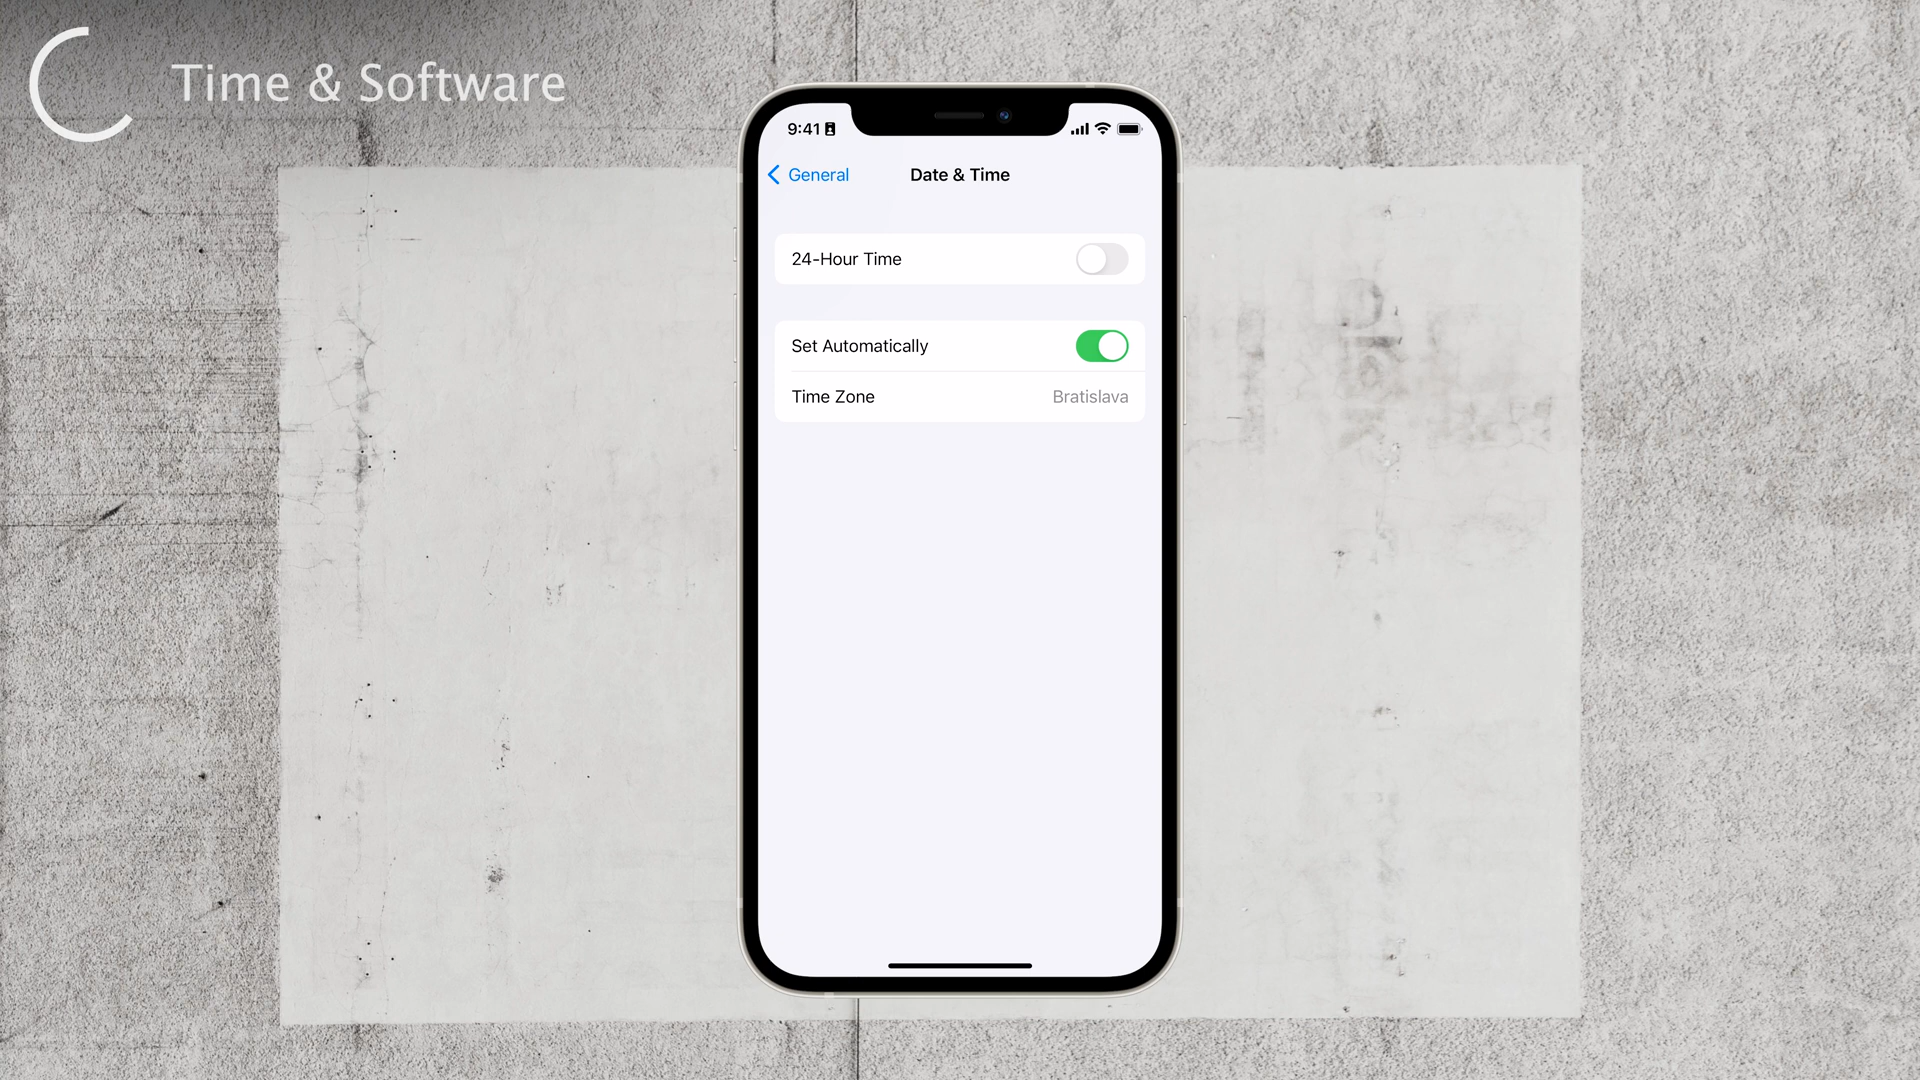 Time & Software
9:41
General
Date & Time
24-Hour Time
Set Automatically
Time Zone
Bratislava